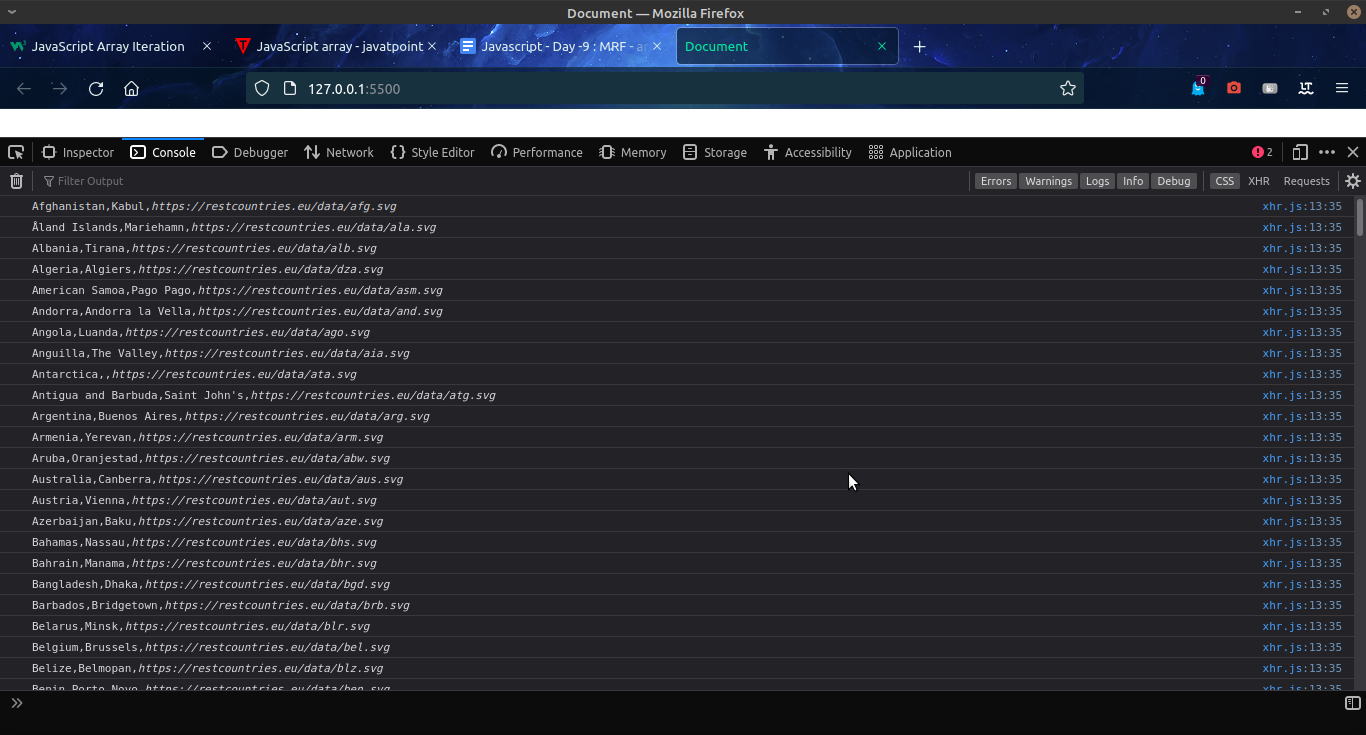 Document — Mozilla Firefox
JavaScript Array Iteration
JavaScript array - javatpoint
Javascript - Day -9 : MRF - ar
Document
127.0.0.1:5500
0
Inspector Console Debugger Network Style Editor Performance Memory Storage Accessibility Application 2
Filter Output Errors Warnings Logs Info Debug CSS XHR Requests
Afghanistan,Kabul,https://restcountries.eu/data/afg.svg xhr.js:13:35
Åland Islands,Mariehamn,https://restcountries.eu/data/ala.svg xhr.js:13:35
Albania,Tirana,https://restcountries.eu/data/alb.svg xhr.js:13:35
Algeria,Algiers,https://restcountries.eu/data/dza.svg xhr.js:13:35
American Samoa,Pago Pago,https://restcountries.eu/data/asm.svg xhr.js:13:35
Andorra,Andorra la Vella,https://restcountries.eu/data/and.svg xhr.js:13:35
Angola,Luanda,https://restcountries.eu/data/ago.svg xhr.js:13:35
Anguilla,The Valley,https://restcountries.eu/data/aia.svg xhr.js:13:35
Antarctica,,https://restcountries.eu/data/ata.svg xhr.js:13:35
Antigua and Barbuda,Saint John's,https://restcountries.eu/data/atg.svg xhr.js:13:35
Argentina,Buenos Aires,https://restcountries.eu/data/arg.svg xhr.js:13:35
Armenia,Yerevan,https://restcountries.eu/data/arm.svg xhr.js:13:35
Aruba,Oranjestad,https://restcountries.eu/data/abw.svg xhr.js:13:35
Australia,Canberra,https://restcountries.eu/data/aus.svg xhr.js:13:35
Austria,Vienna,https://restcountries.eu/data/aut.svg xhr.js:13:35
Azerbaijan,Baku,https://restcountries.eu/data/aze.svg xhr.js:13:35
Bahamas,Nassau,https://restcountries.eu/data/bhs.svg xhr.js:13:35
Bahrain,Manama,https://restcountries.eu/data/bhr.svg xhr.js:13:35
Bangladesh,Dhaka,https://restcountries.eu/data/bgd.svg xhr.js:13:35
Barbados,Bridgetown,https://restcountries.eu/data/brb.svg xhr.js:13:35
Belarus,Minsk,https://restcountries.eu/data/blr.svg xhr.js:13:35
Belgium,Brussels,https://restcountries.eu/data/bel.svg xhr.js:13:35
Belize,Belmopan,https://restcountries.eu/data/blz.svg xhr.js:13:35
Benin,Porto-Novo,https://restcountries.eu/data/ben.svg xhr.js:13:35